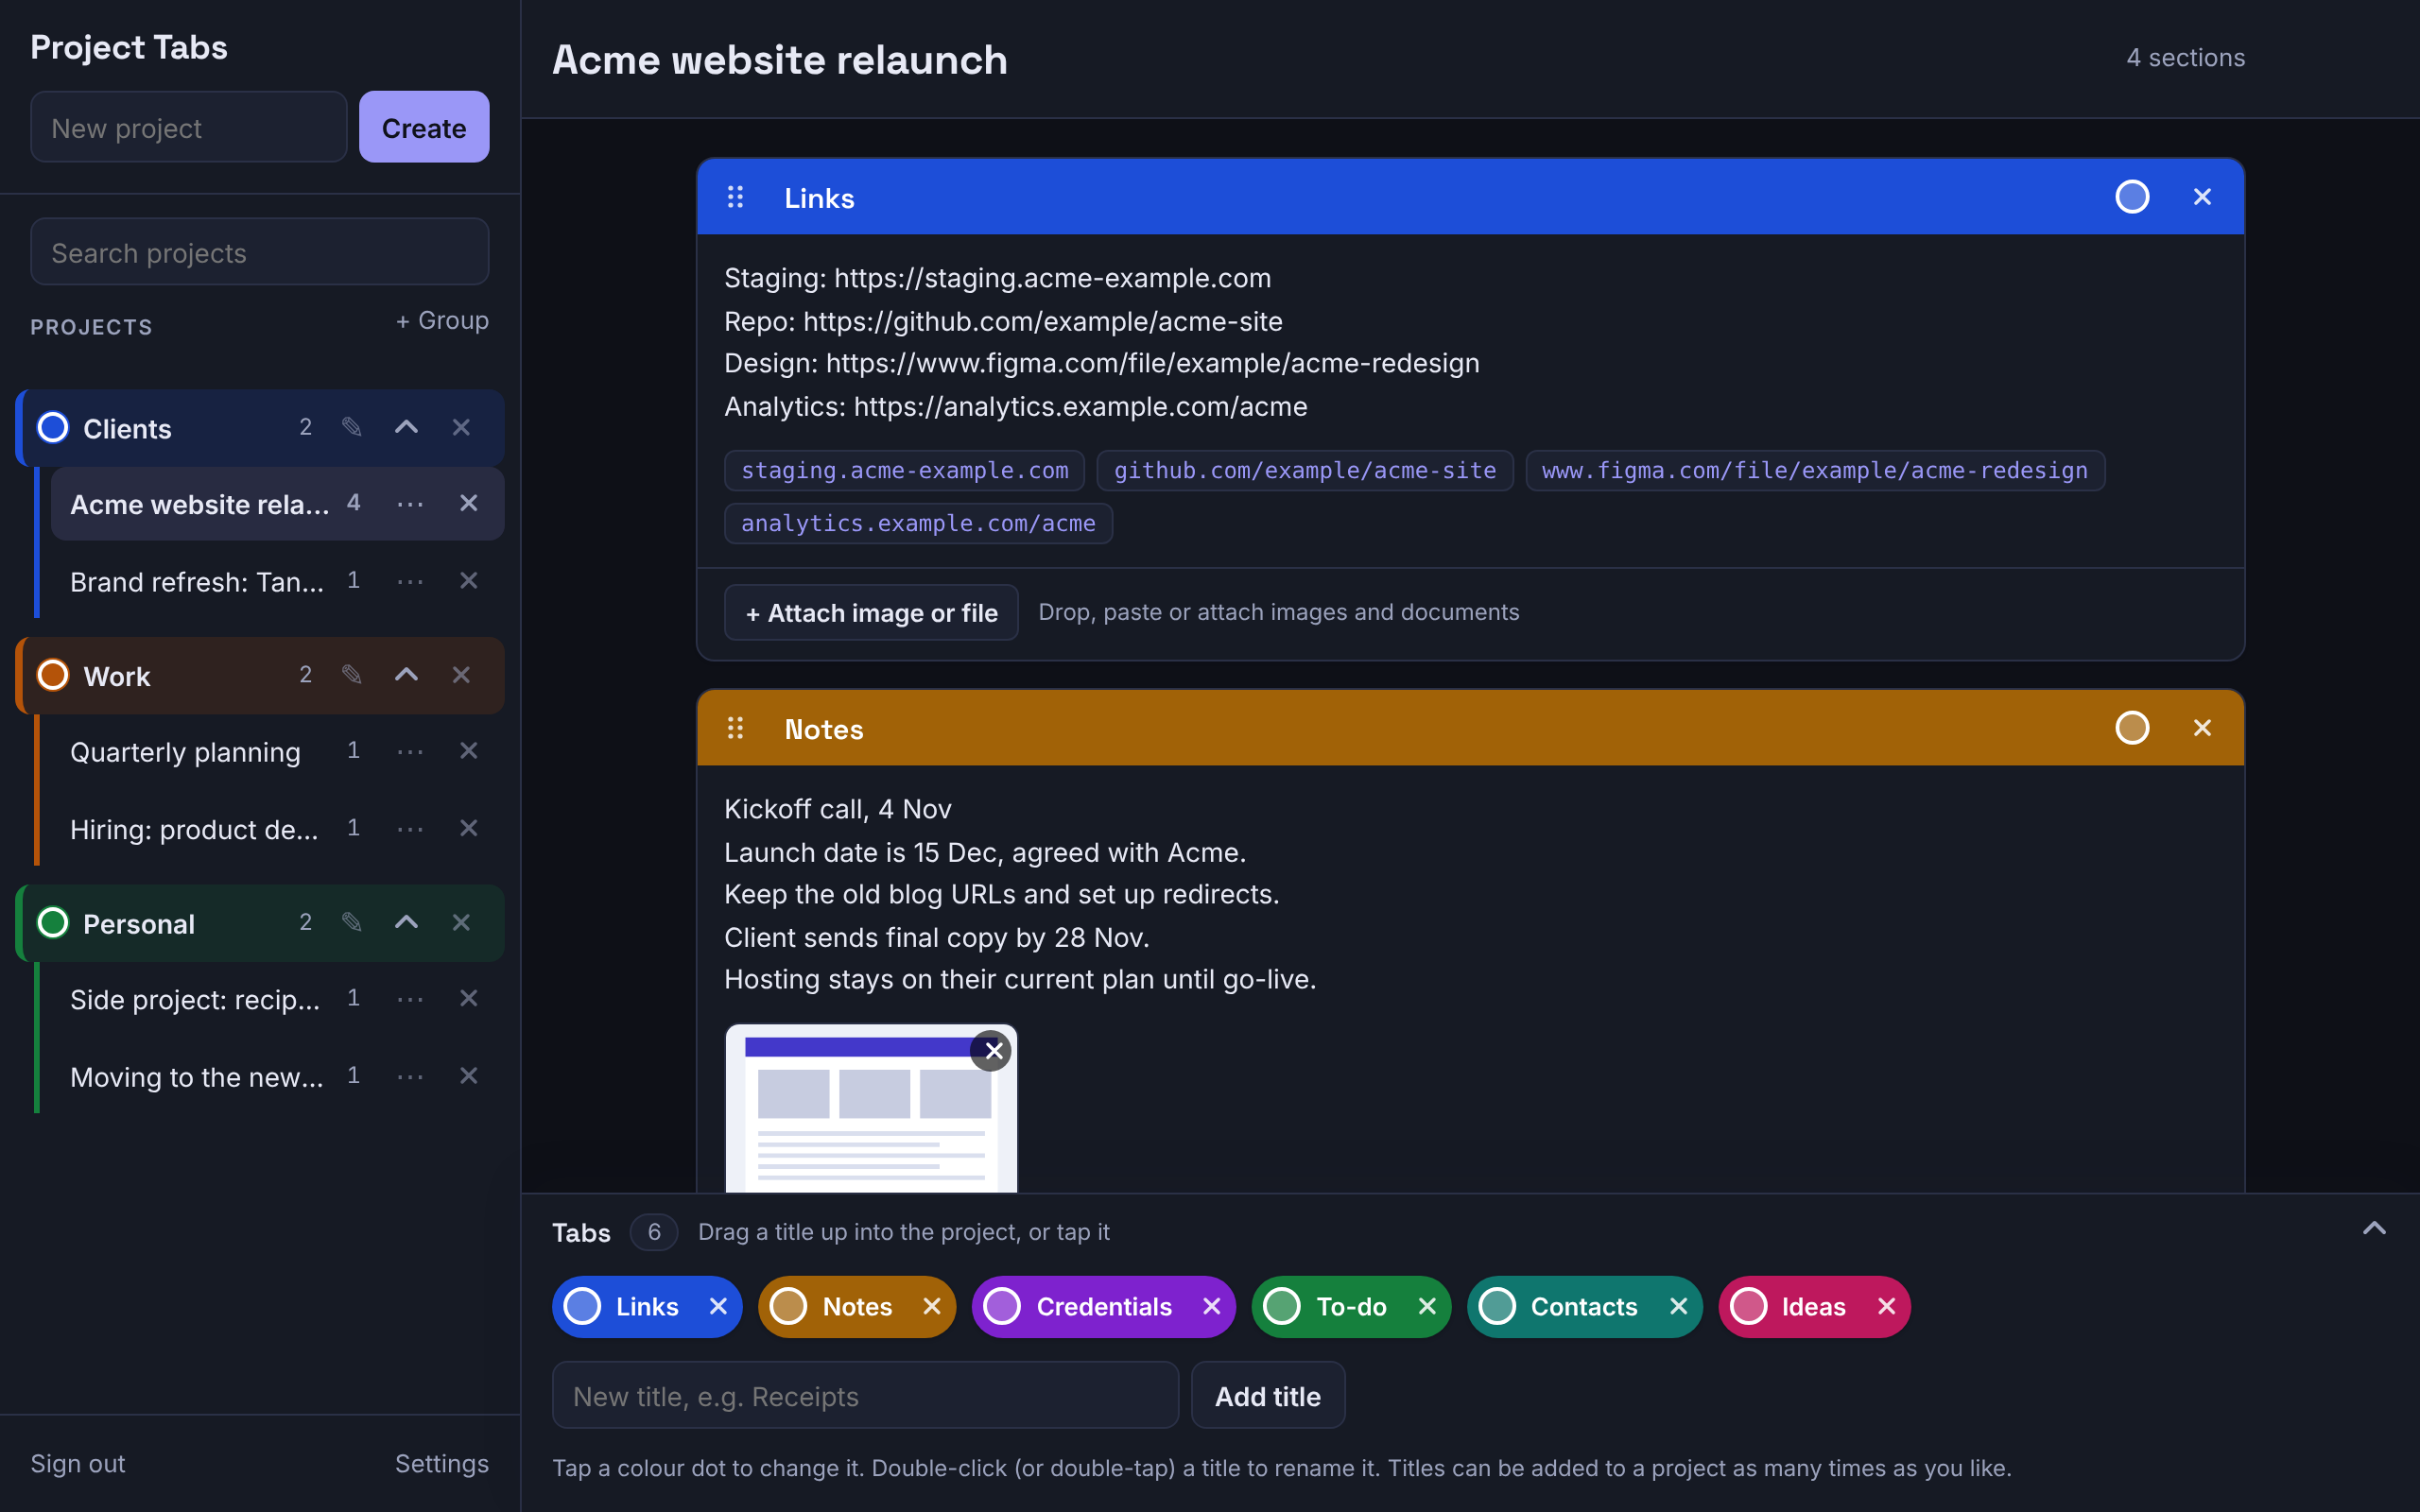 Project Tabs
New project
Create
Search projects
PROJECTS
+ Group
Clients 2
Acme website rela... 4
Brand refresh: Tan... 1
Work 2
Quarterly planning 1
Hiring: product de... 1
Personal 2
Side project: recip... 1
Moving to the new... 1
Sign out
Settings
Acme website relaunch
4 sections
Links
Staging: https://staging.acme-example.com
Repo: https://github.com/example/acme-site
Design: https://www.figma.com/file/example/acme-redesign
Analytics: https://analytics.example.com/acme
staging.acme-example.com github.com/example/acme-site www.figma.com/file/example/acme-redesign
analytics.example.com/acme
+ Attach image or file
Drop, paste or attach images and documents
Notes
Kickoff call, 4 Nov
Launch date is 15 Dec, agreed with Acme.
Keep the old blog URLs and set up redirects.
Client sends final copy by 28 Nov.
Hosting stays on their current plan until go-live.
Tabs 6 Drag a title up into the project, or tap it
Links Notes Credentials To-do Contacts Ideas
New title, e.g. Receipts
Add title
Tap a colour dot to change it. Double-click (or double-tap) a title to rename it. Titles can be added to a project as many times as you like.